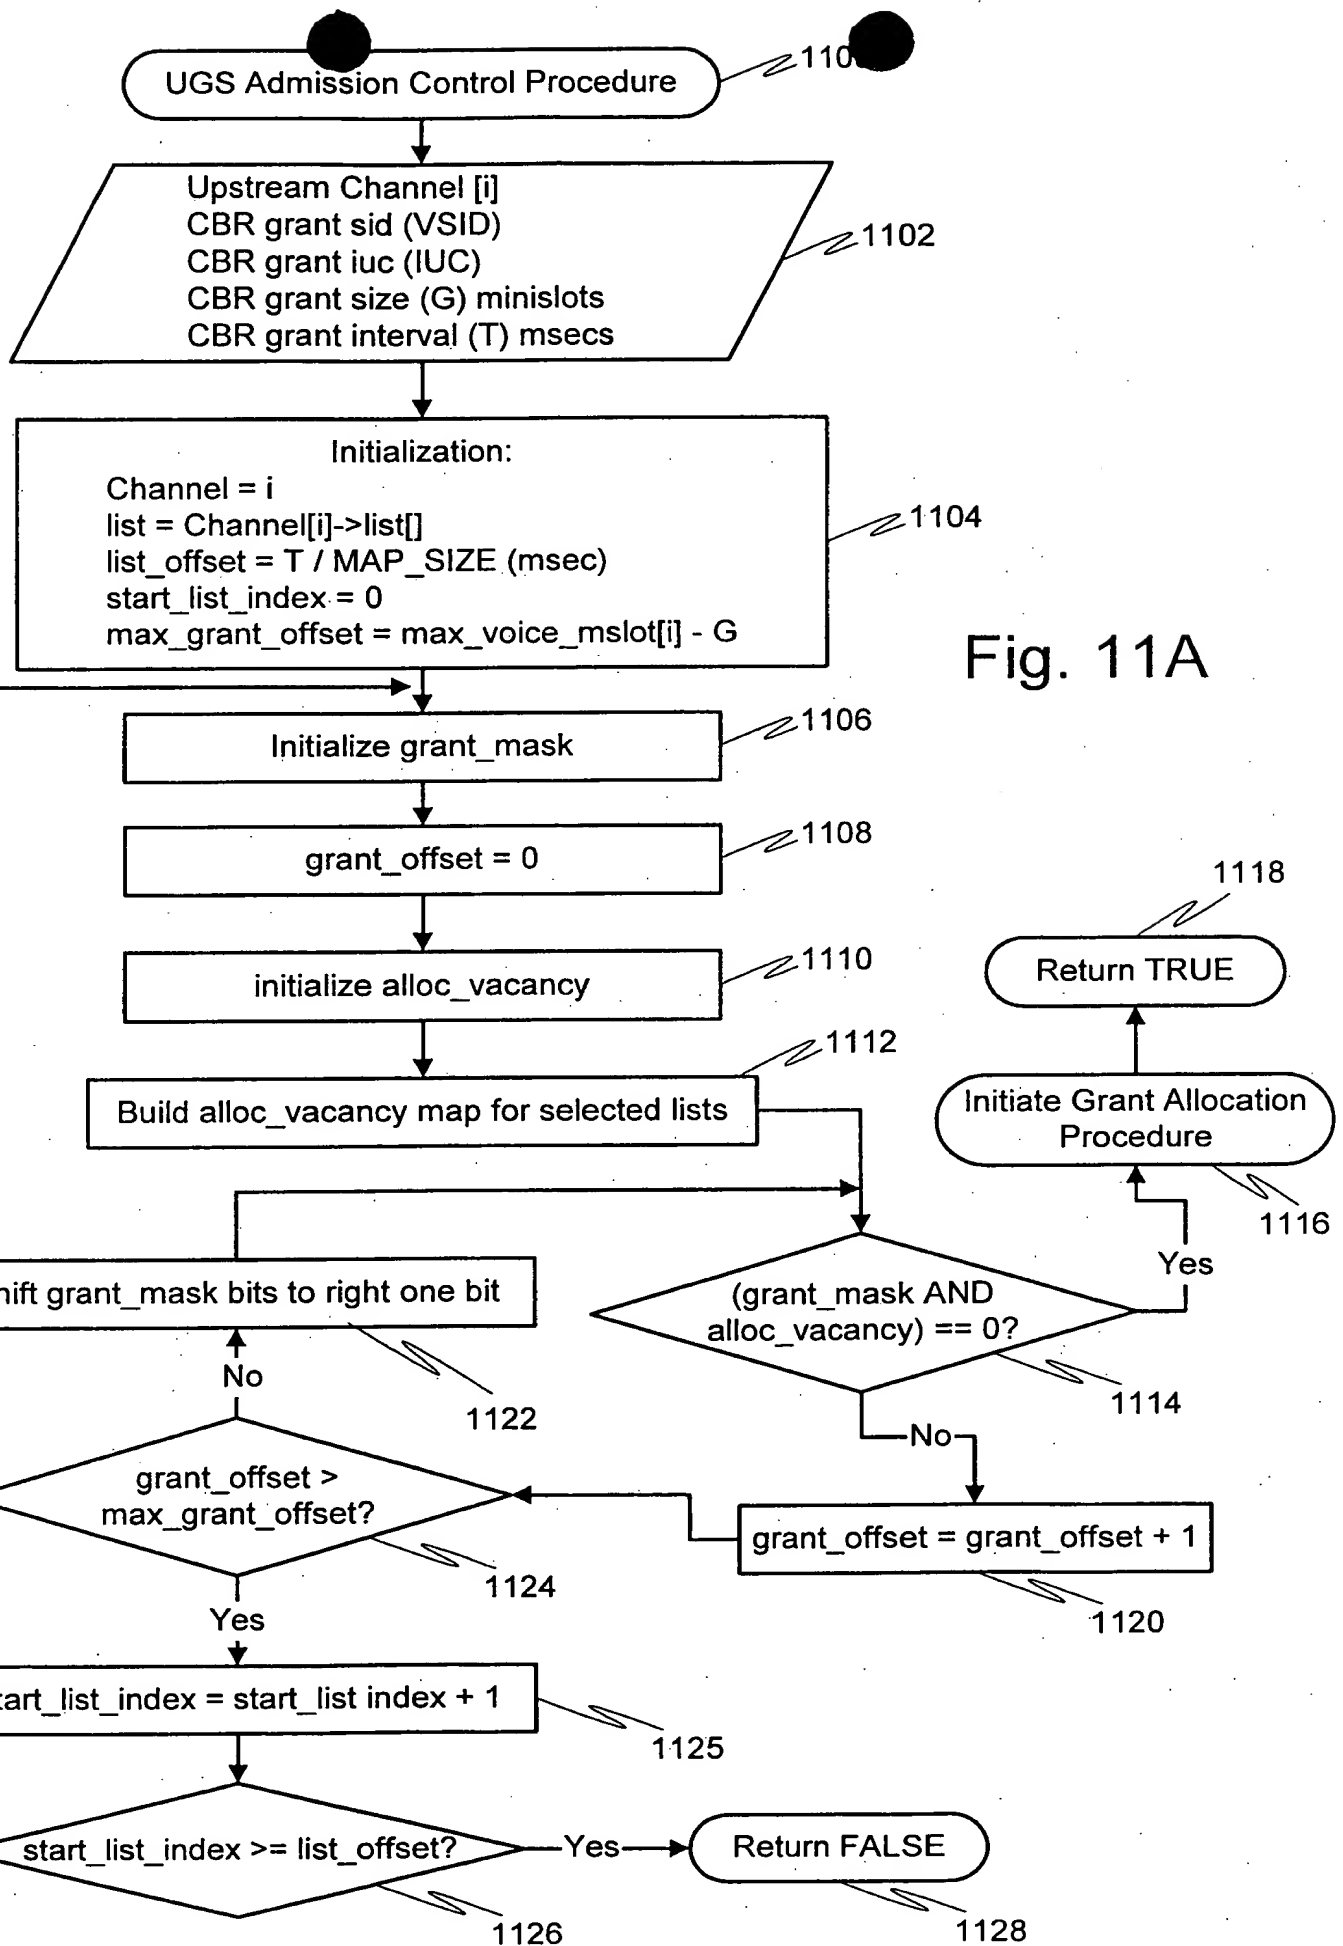 UGS Admission Control Procedure
Upstream Channel [i]
CBR grant sid (VSID)
CBR grant iuc (IUC)
CBR grant size (G) minislots
CBR grant interval (T) msecs
1102
Initialization:
Channel = i
list = Channel[i]->list[]
list_offset = T / MAP_SIZE (msec)
start_list_index = 0
max_grant_offset = max_voice_mslot[i] - G
1104
Fig. 11A
Initialize grant_mask
1106
grant_offset = 0
1108
initialize alloc_vacancy
1110
Build alloc_vacancy map for selected lists
1112
Return TRUE
1118
Initiate Grant Allocation
Procedure
1116
Yes
(grant_mask AND
alloc_vacancy) == 0?
1114
No
grant_offset = grant_offset + 1
1120
grant_mask bits to right one bit
1122
No
grant_offset >
max_grant_offset?
1124
Yes
= start_list index + 1
1125
start_list_index >= list_offset?
1126
Yes
Return FALSE
1128